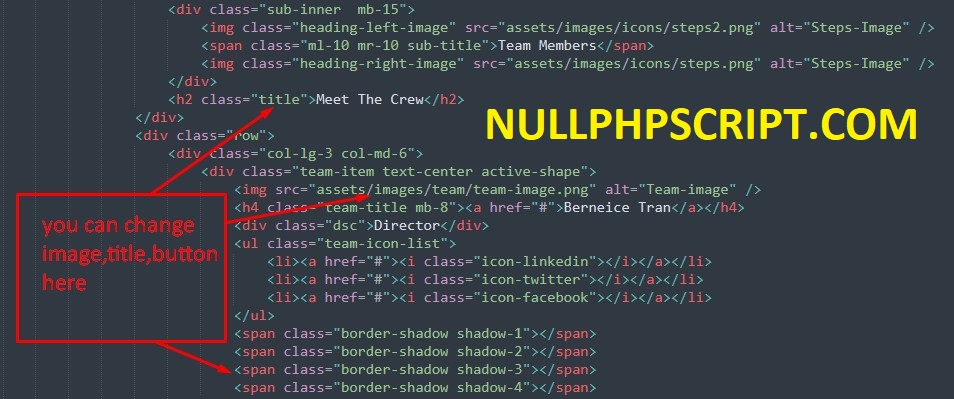 <div class="sub-inner  mb-15">
<img class="heading-left-image" src="assets/images/icons/steps2.png" alt="Steps-Image" />
<span class="ml-10 mr-10 sub-title">Team Members</span>
<img class="heading-right-image" src="assets/images/icons/steps.png" alt="Steps-Image" />
</div>
<h2 class="title">Meet The Crew</h2>
</div>
NULLPHPSCRIPT.COM
<div class="row">
<div class="col-lg-3 col-md-6">
<div class="team-item text-center active-shape">
<img src="assets/images/team/team-image.png" alt="Team-image" />
<h4 class="team-title mb-8"><a href="#">Berneice Tran</a></h4>
<div class="dsc">Director</div>
<ul class="team-icon-list">
<li><a href="#"><i class="icon-linkedin"></i></a></li>
<li><a href="#"><i class="icon-twitter"></i></a></li>
<li><a href="#"><i class="icon-facebook"></i></a></li>
</ul>
<span class="border-shadow shadow-1"></span>
<span class="border-shadow shadow-2"></span>
<span class="border-shadow shadow-3"></span>
<span class="border-shadow shadow-4"></span>
you can change
image,title,button
here